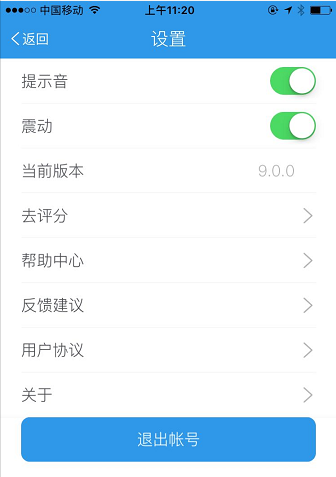 中国移动 上午11:20
返回 设置
提示音
震动
当前版本 9.0.0
去评分
帮助中心
反馈建议
用户协议
关于
退出帐号